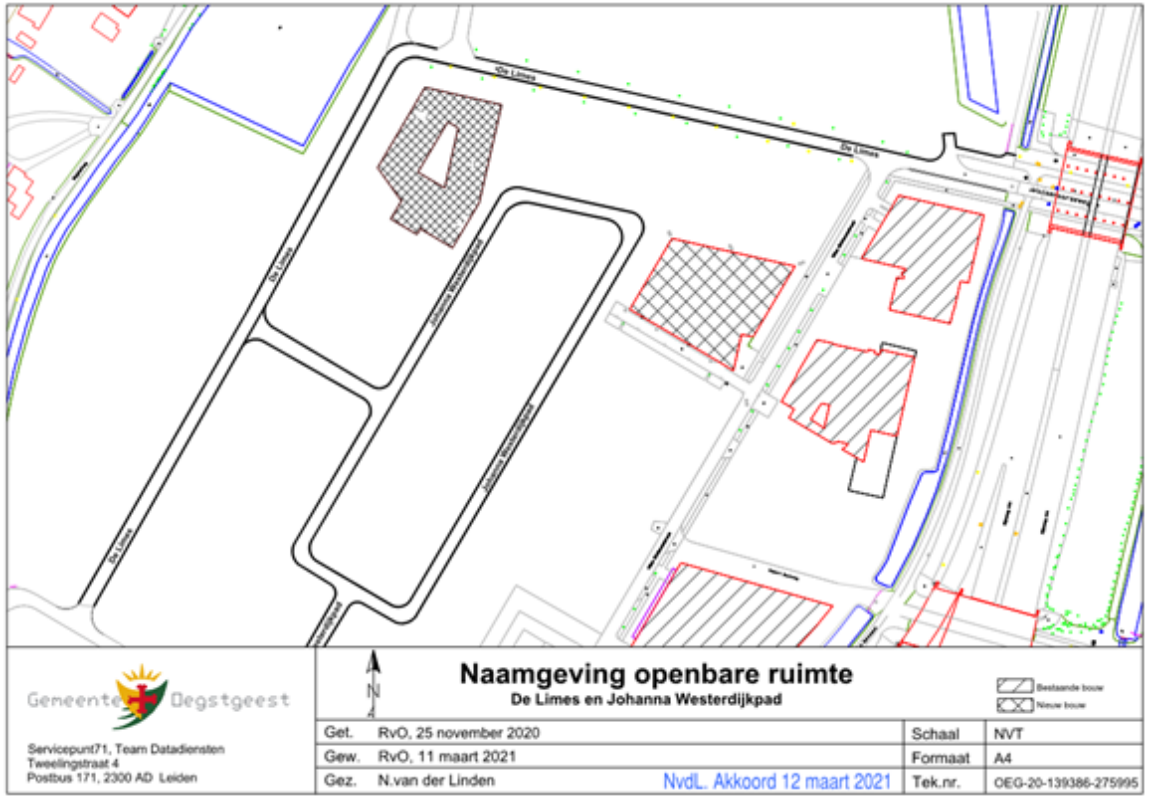 De Limes
De Limes
De Limes
Johanna Westerdijkpad
Johanna Westerdijkpad
De Limes
Gemeente Oegstgeest
Servicepunt71, Team Datadiensten
Tweelingstraat 4
Postbus 171, 2300 AD Leiden
N
Naamgeving openbare ruimte
De Limes en Johanna Westerdijkpad
Bestaande bouw
Nieuw bouw
Get. RvO, 25 november 2020
Schaal NVT
Gew. RvO, 11 maart 2021
Formaat A4
Gez. N.van der Linden
NvdL. Akkoord 12 maart 2021
Tek.nr. OEG-20-139386-275995